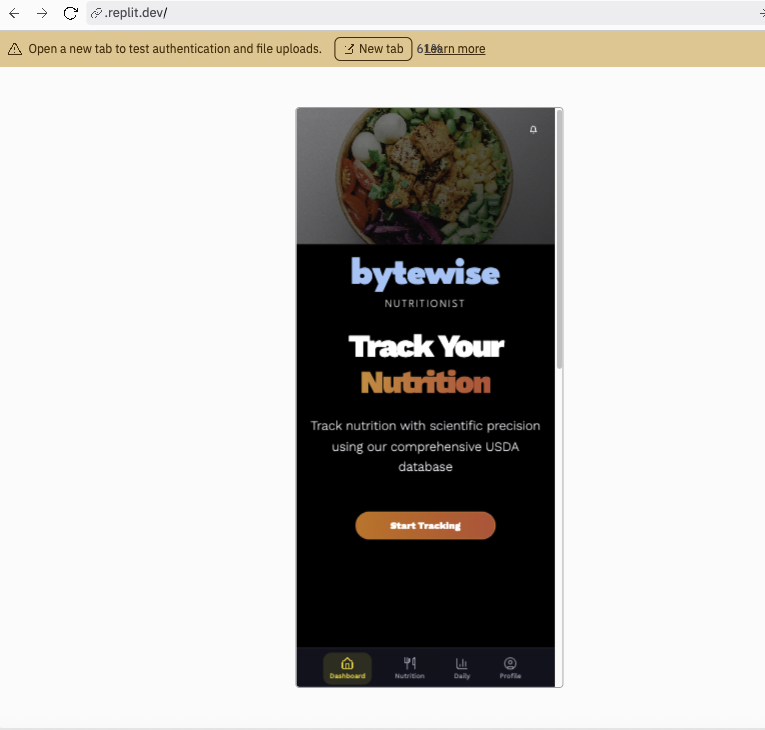 .replit.dev/
Open a new tab to test authentication and file uploads. New tab 61% Learn more
bytewise
NUTRITIONIST
Track Your
Nutrition
Track nutrition with scientific precision
using our comprehensive USDA
database
Start Tracking
Dashboard Nutrition Daily Profile